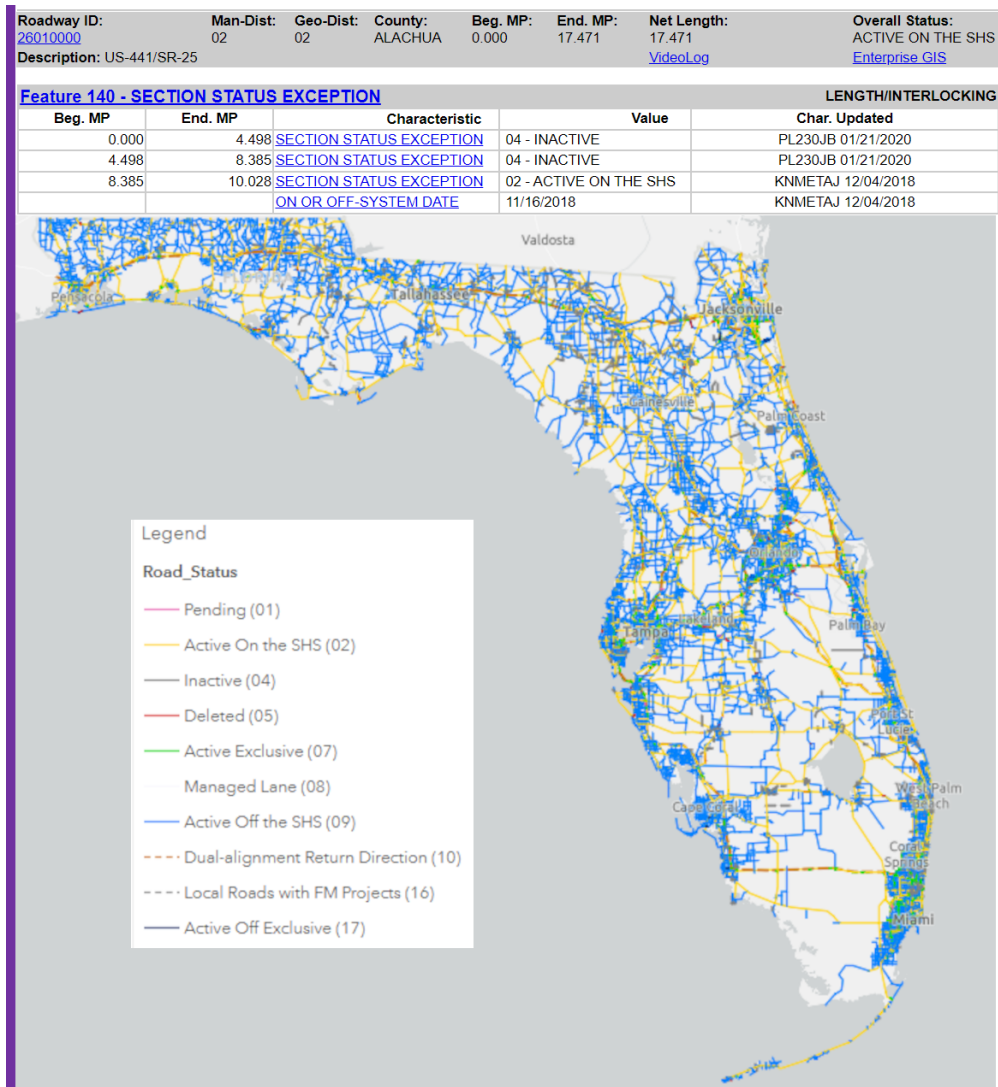 Roadway ID: Man-Dist: Geo-Dist: County: Beg. MP: End. MP: Net Length: Overall Status:
26010000 02 02 ALACHUA 0.000 17.471 17.471 ACTIVE ON THE SHS
Description: US-441/SR-25 VideoLog Enterprise GIS
Feature 140 - SECTION STATUS EXCEPTION LENGTH/INTERLOCKING
Beg. MP End. MP Characteristic Value Char. Updated
0.000 4.498 SECTION STATUS EXCEPTION 04 - INACTIVE PL230JB 01/21/2020
4.498 8.385 SECTION STATUS EXCEPTION 04 - INACTIVE PL230JB 01/21/2020
8.385 10.028 SECTION STATUS EXCEPTION 02 - ACTIVE ON THE SHS KNMETAJ 12/04/2018
ON OR OFF-SYSTEM DATE 11/16/2018 KNMETAJ 12/04/2018
Valdosta
Pensacola
Tallahassee
Jacksonville
Gainesville
Palm Coast
Orlando
Lakeland
Tampa
Palm Bay
Port St
Lucie
West Palm
Beach
Cape Coral
Coral
Springs
Miami
Legend
Road_Status
Pending (01)
Active On the SHS (02)
Inactive (04)
Deleted (05)
Active Exclusive (07)
Managed Lane (08)
Active Off the SHS (09)
Dual-alignment Return Direction (10)
Local Roads with FM Projects (16)
Active Off Exclusive (17)